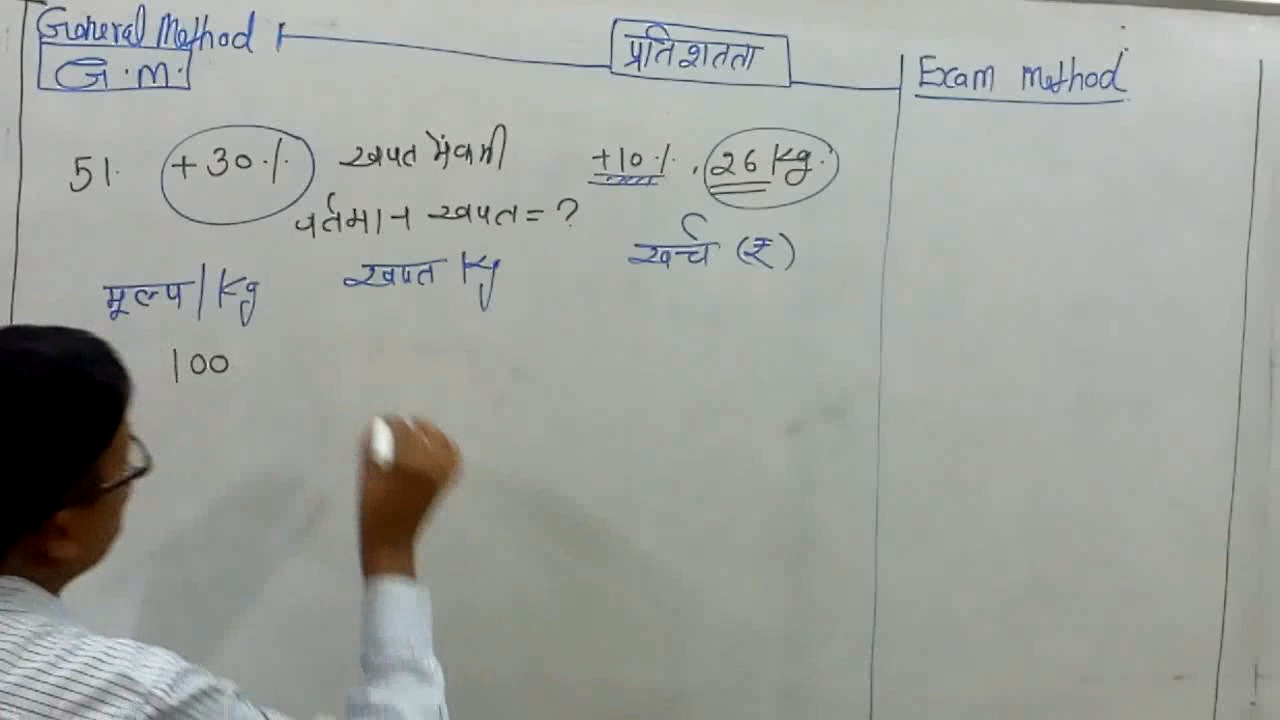 General Method
प्रतिशतता
Exam method
G.M.
51. +30% खपत में कमी +10%, 26 Kg.
वर्तमान खपत = ?
मूल्य/Kg खपत Kg खर्च (₹)
100